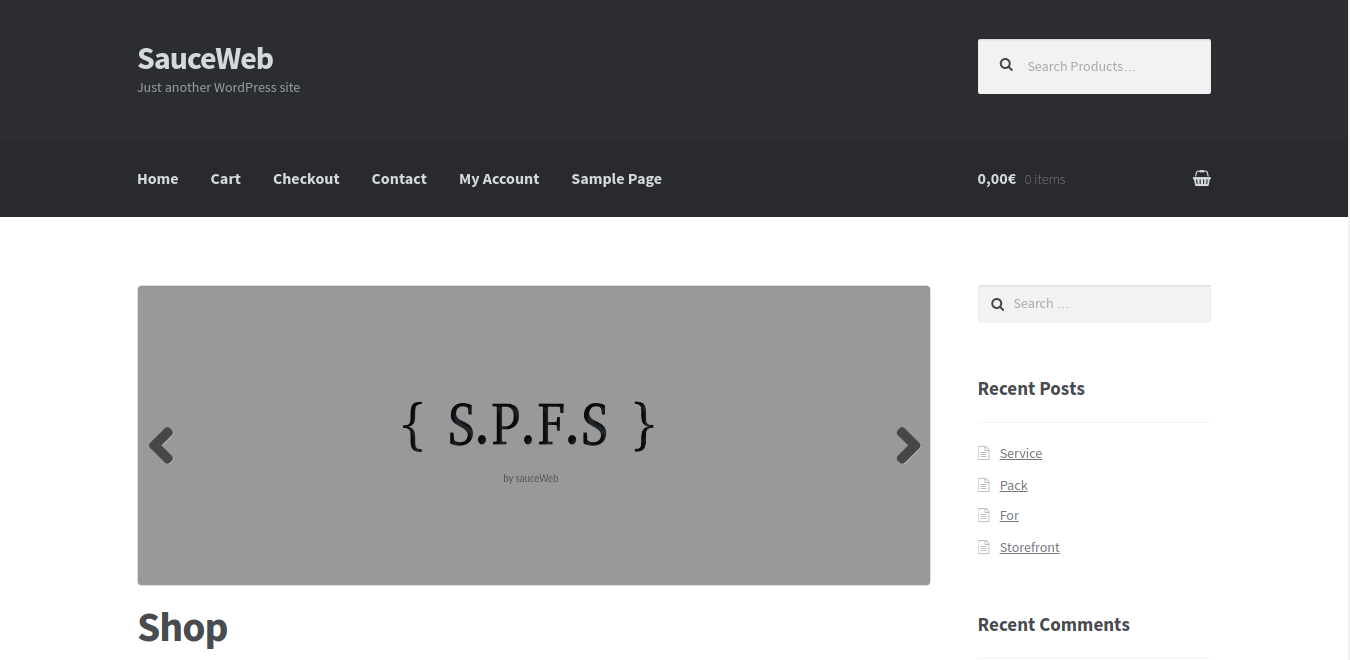 SauceWeb
Just another WordPress site
Search Products…
Home Cart Checkout Contact My Account Sample Page
0,00€ 0 items
{ S.P.F.S }
by sauceWeb
Shop
Search …
Recent Posts
Service
Pack
For
Storefront
Recent Comments